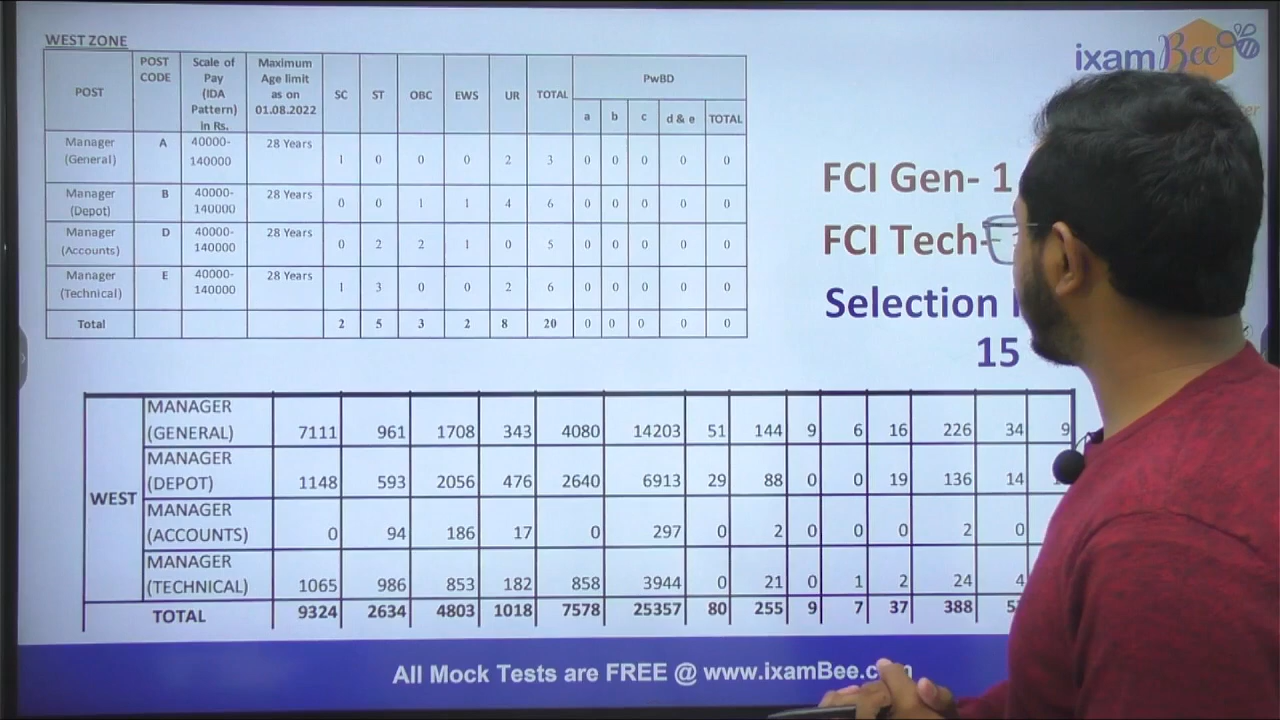 WEST ZONE
POST POST CODE Scale of Pay (IDA Pattern) in Rs. Maximum Age limit as on 01.08.2022 SC ST OBC EWS UR TOTAL PwBD
a b c d & e TOTAL
Manager (General) A 40000-140000 28 Years 1 0 0 0 2 3 0 0 0 0 0
Manager (Depot) B 40000-140000 28 Years 0 0 1 1 4 6 0 0 0 0 0
Manager (Accounts) D 40000-140000 28 Years 0 2 2 1 0 5 0 0 0 0 0
Manager (Technical) E 40000-140000 28 Years 1 3 0 0 2 6 0 0 0 0 0
Total 2 5 3 2 8 20 0 0 0 0 0
ixamBee
FCI Gen- 1
FCI Tech-
Selection
15
WEST
MANAGER (GENERAL) 7111 961 1708 343 4080 14203 51 144 9 6 16 226 34 9
MANAGER (DEPOT) 1148 593 2056 476 2640 6913 29 88 0 0 19 136 14
MANAGER (ACCOUNTS) 0 94 186 17 0 297 0 2 0 0 0 2 0
MANAGER (TECHNICAL) 1065 986 853 182 858 3944 0 21 0 1 2 24 4
TOTAL 9324 2634 4803 1018 7578 25357 80 255 9 7 37 388
All Mock Tests are FREE @ www.ixamBee.c